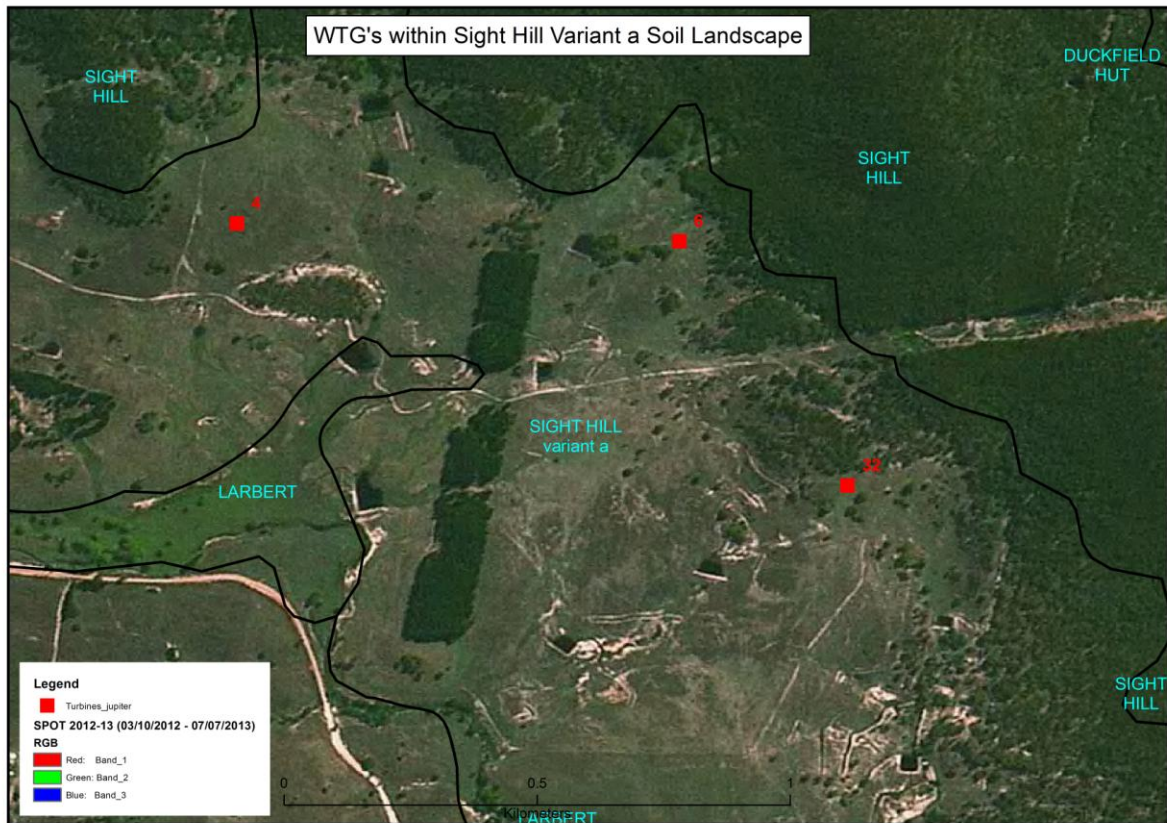 WTG's within Sight Hill Variant a Soil Landscape
DUCKFIELD
HUT
SIGHT
HILL
SIGHT
HILL
4
6
SIGHT HILL
variant a
32
LARBERT
SIGHT
HILL
Legend
Turbines_jupiter
SPOT 2012-13 (03/10/2012 - 07/07/2013)
RGB
Red: Band_1
Green: Band_2
Blue: Band_3
0 0.5 1
Kilometers
LARBERT